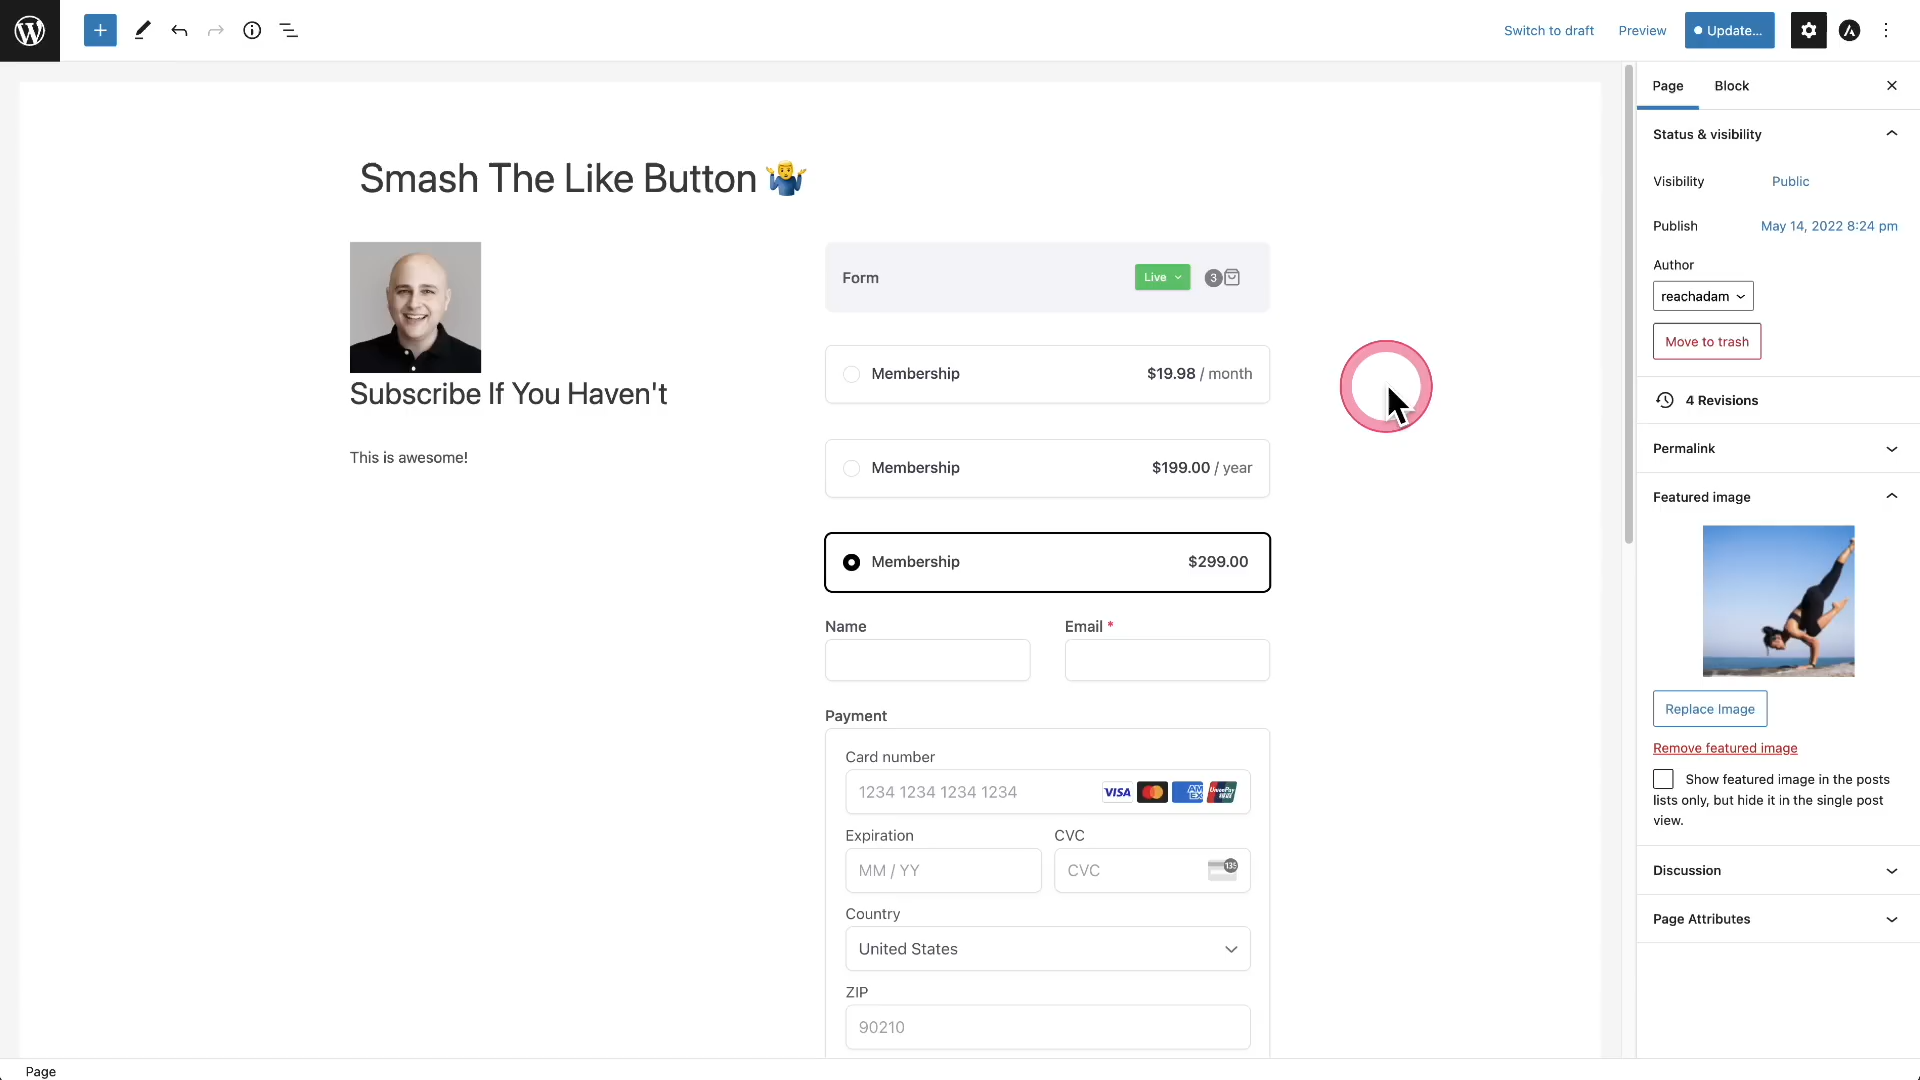 Switch to draft
Preview
Update...
Page
Block
Status & visibility
Visibility
Public
Publish
May 14, 2022 8:24 pm
Author
reachadam
Move to trash
4 Revisions
Permalink
Featured image
Replace Image
Remove featured image
Show featured image in the posts
lists only, but hide it in the single post
view.
Discussion
Page Attributes
Smash The Like Button 🤷‍♂️
Subscribe If You Haven't
This is awesome!
Form
Live
3
Membership
$19.98 / month
Membership
$199.00 / year
Membership
$299.00
Name
Email *
Payment
Card number
1234 1234 1234 1234
VISA
AM
EX
UnionPay
Expiration
CVC
MM / YY
CVC
135
Country
United States
ZIP
90210
Page